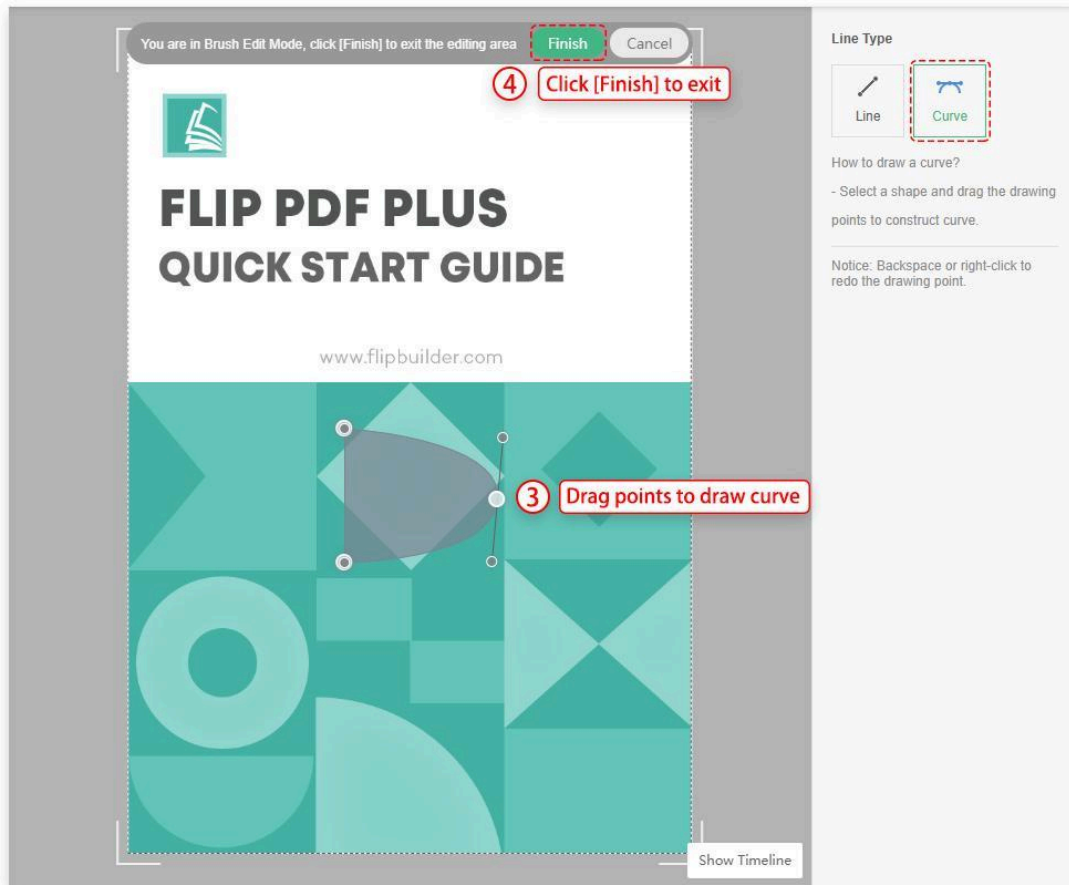 You are in Brush Edit Mode, click [Finish] to exit the editing area
Finish
Cancel
④ Click [Finish] to exit
FLIP PDF PLUS
QUICK START GUIDE
www.flipbuilder.com
③ Drag points to draw curve
Show Timeline
Line Type
Line
Curve
How to draw a curve?
- Select a shape and drag the drawing
points to construct curve.
Notice: Backspace or right-click to
redo the drawing point.